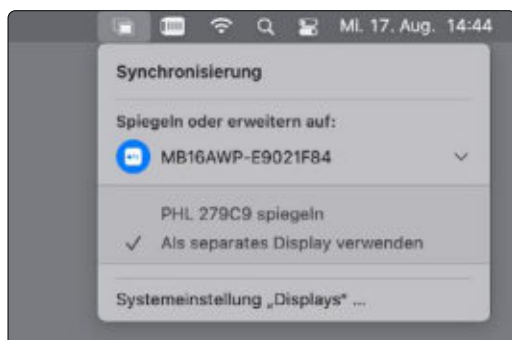 Mi. 17. Aug. 14:44
Synchronisierung
Spiegeln oder erweitern auf:
MB16AWP-E9021F84
PHL 279C9 spiegeln
Als separates Display verwenden
Systemeinstellung „Displays“ ...